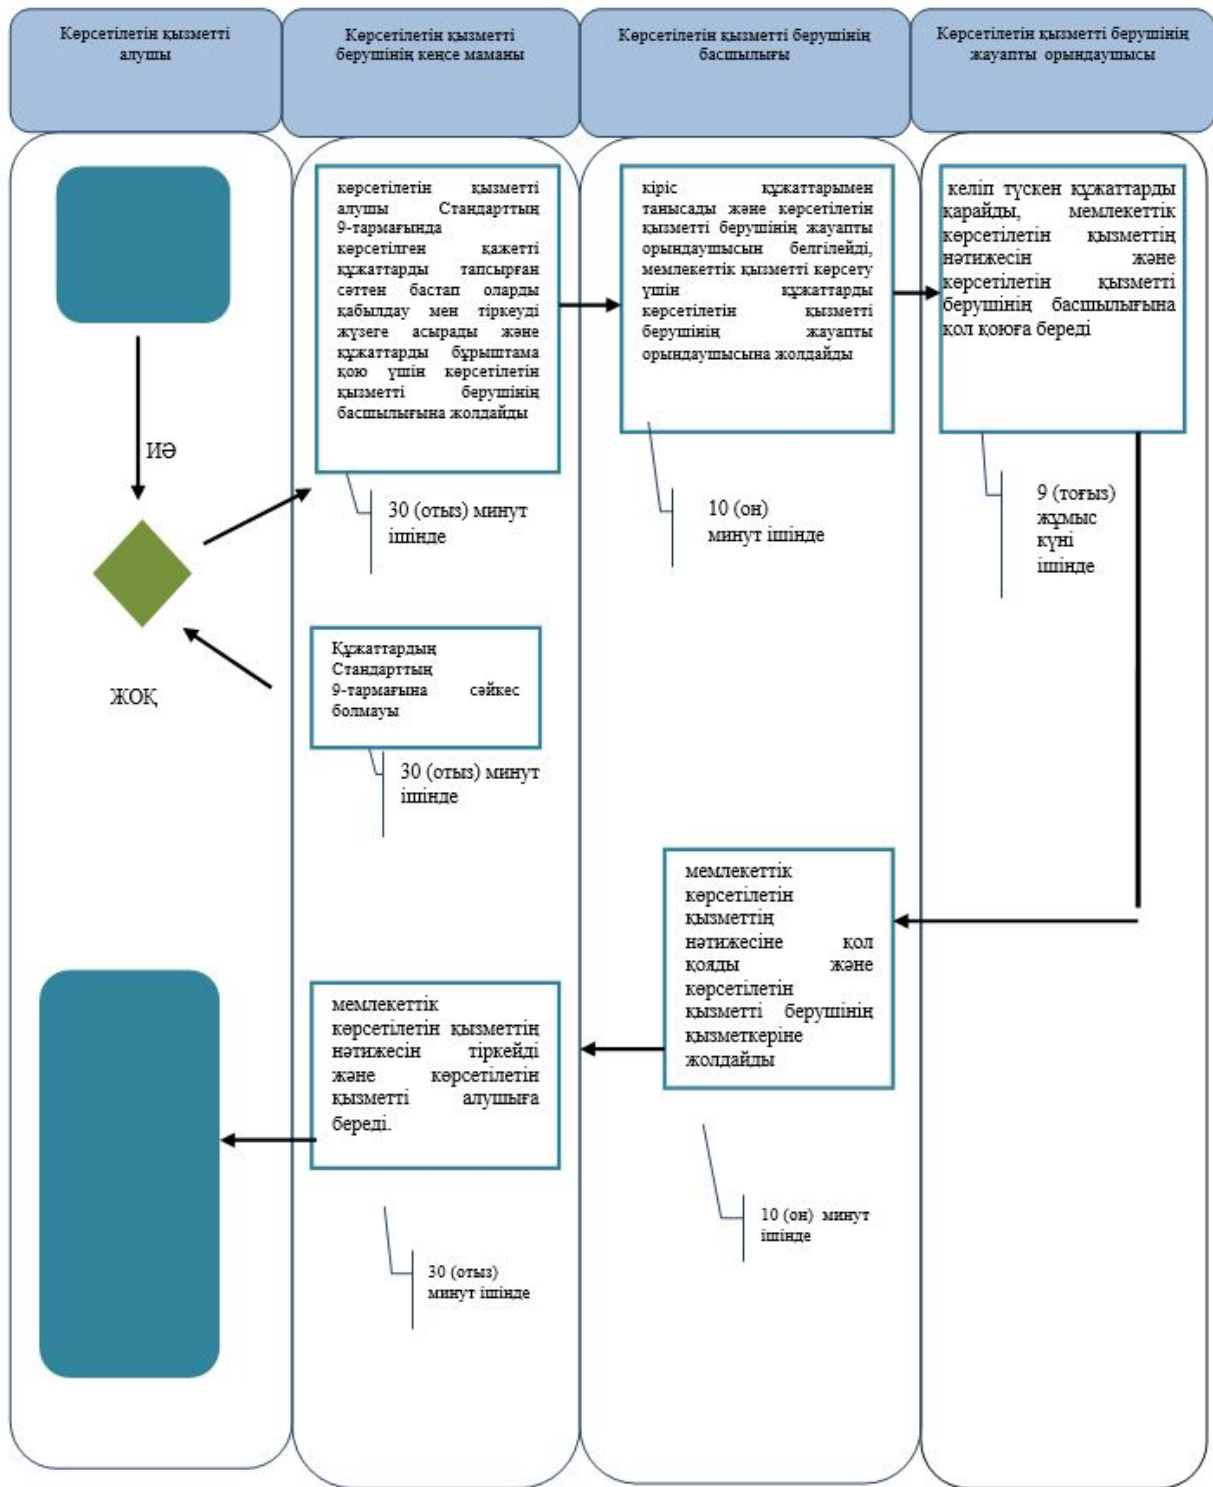 Көрсетілетін қызметті
алушы
Көрсетілетін қызметті
берушінің кеңсе маманы
Көрсетілетін қызметті берушінің
басшылығы
Көрсетілетін қызметті берушінің
жауапты орындаушысы
көрсетілетін қызметті
алушы Стандарттың
9-тармағында
көрсетілген қажетті
құжаттарды тапсырған
сәттен бастап оларды
қабылдау мен тіркеуді
жүзеге асырады және
құжаттарды бұрыштама
қою үшін көрсетілетін
қызметті берушінің
басшылығына жолдайды
кіріс құжаттарымен
танысады және көрсетілетін
қызметті берушінің жауапты
орындаушысын белгілейді,
мемлекеттік қызметті көрсету
үшін құжаттарды
көрсетілетін қызметті
берушінің жауапты
орындаушысына жолдайды
келіп түскен құжаттарды
қарайды, мемлекеттік
көрсетілетін қызметтің
нәтижесін және
көрсетілетін қызметті
берушінің басшылығына
қол қоюға береді
ИӘ
30 (отыз) минут
ішінде
10 (он)
минут ішінде
9 (тоғыз)
жұмыс
күні
ішінде
Құжаттардың
Стандарттың
9-тармағына сәйкес
болмауы
ЖОҚ
30 (отыз) минут
ішінде
мемлекеттік
көрсетілетін
қызметтің
нәтижесіне қол
қояды және
көрсетілетін
қызметті берушінің
қызметкеріне
жолдайды
мемлекеттік
көрсетілетін қызметтің
нәтижесін тіркейді
және көрсетілетін
қызметті алушыға
береді.
10 (он) минут
ішінде
30 (отыз)
минут ішінде